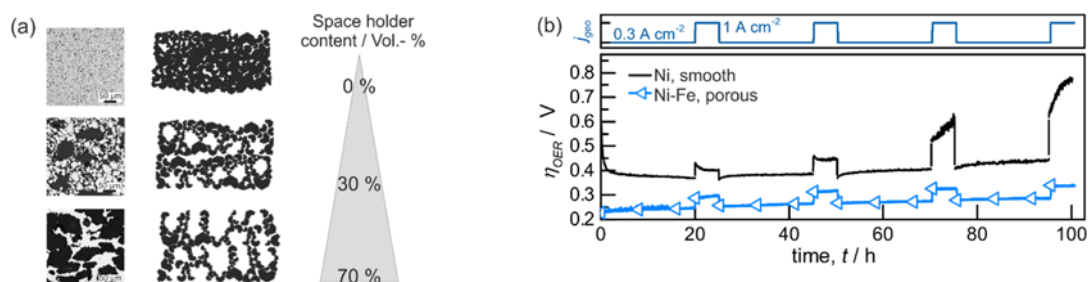 (a)
Space holder
content / Vol.- %
0 %
30 %
70 %
50 µm
50 µm
50 µm
(b)
j_geo
0.3 A cm⁻²
1 A cm⁻²
η_OER / V
0.8
0.7
0.6
0.5
0.4
0.3
0.2
Ni, smooth
Ni-Fe, porous
0
20
40
60
80
100
time, t / h